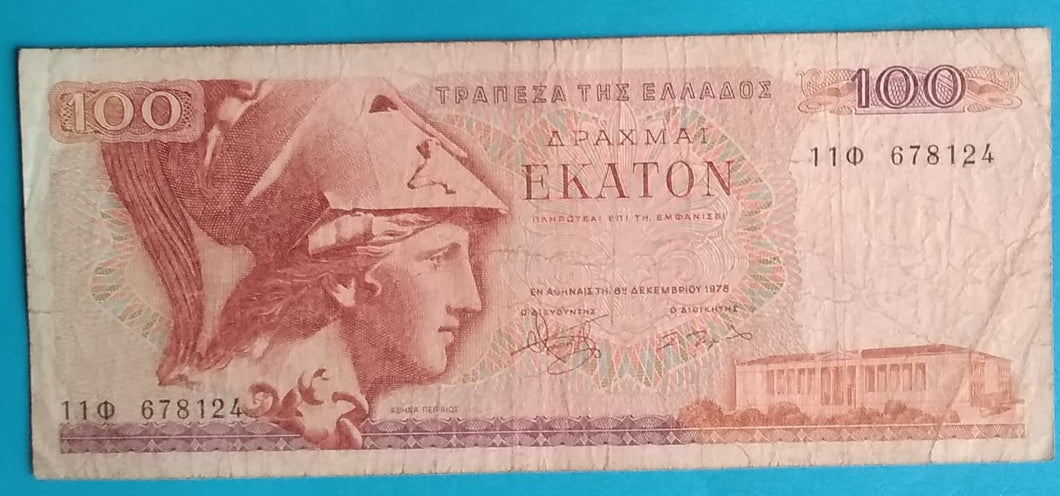 100
ΤΡΑΠΕΖΑ ΤΗΣ ΕΛΛΑΔΟΣ
100
ΔΡΑΧΜΑΙ
ΕΚΑΤΟΝ
11Φ 678124
ΠΛΗΡΩΤΕΑΙ ΕΠΙ ΤΗ ΕΜΦΑΝΙΣΕΙ
ΕΝ ΑΘΗΝΑΙΣ ΤΗ 8ῃ ΔΕΚΕΜΒΡΙΟΥ 1978
Ο ΔΙΕΥΘΥΝΤΗΣ Ο ΔΙΟΙΚΗΤΗΣ
11Φ 678124
ΑΘΗΝΑ ΠΕΙΡΑΙΩΣ